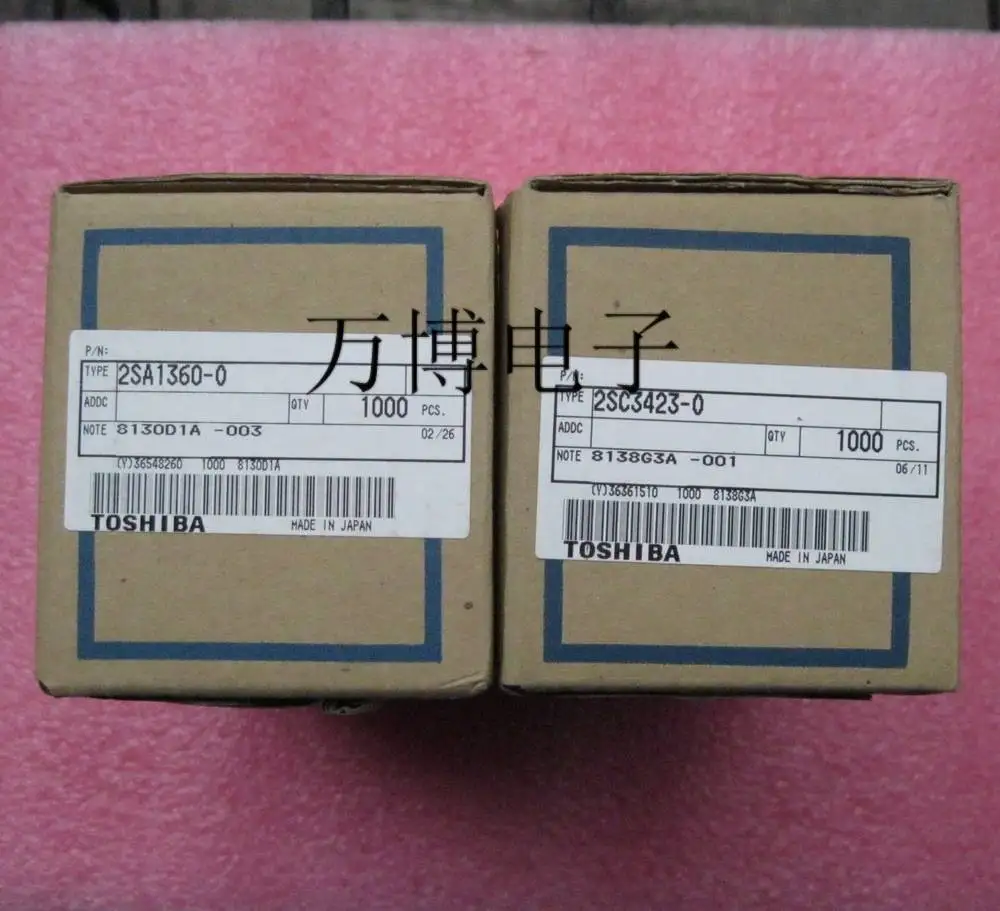 万博电子
P/N:
TYPE 2SA1360-O
ADDC QTY 1000 PCS.
NOTE 8130D1A -003 02/26
(Y)36548260 1000 8130D1A
TOSHIBA MADE IN JAPAN
P/N:
TYPE 2SC3423-O
ADDC QTY 1000 PCS.
NOTE 8138G3A -001 06/11
(Y)36361510 1000 8138G3A
TOSHIBA MADE IN JAPAN